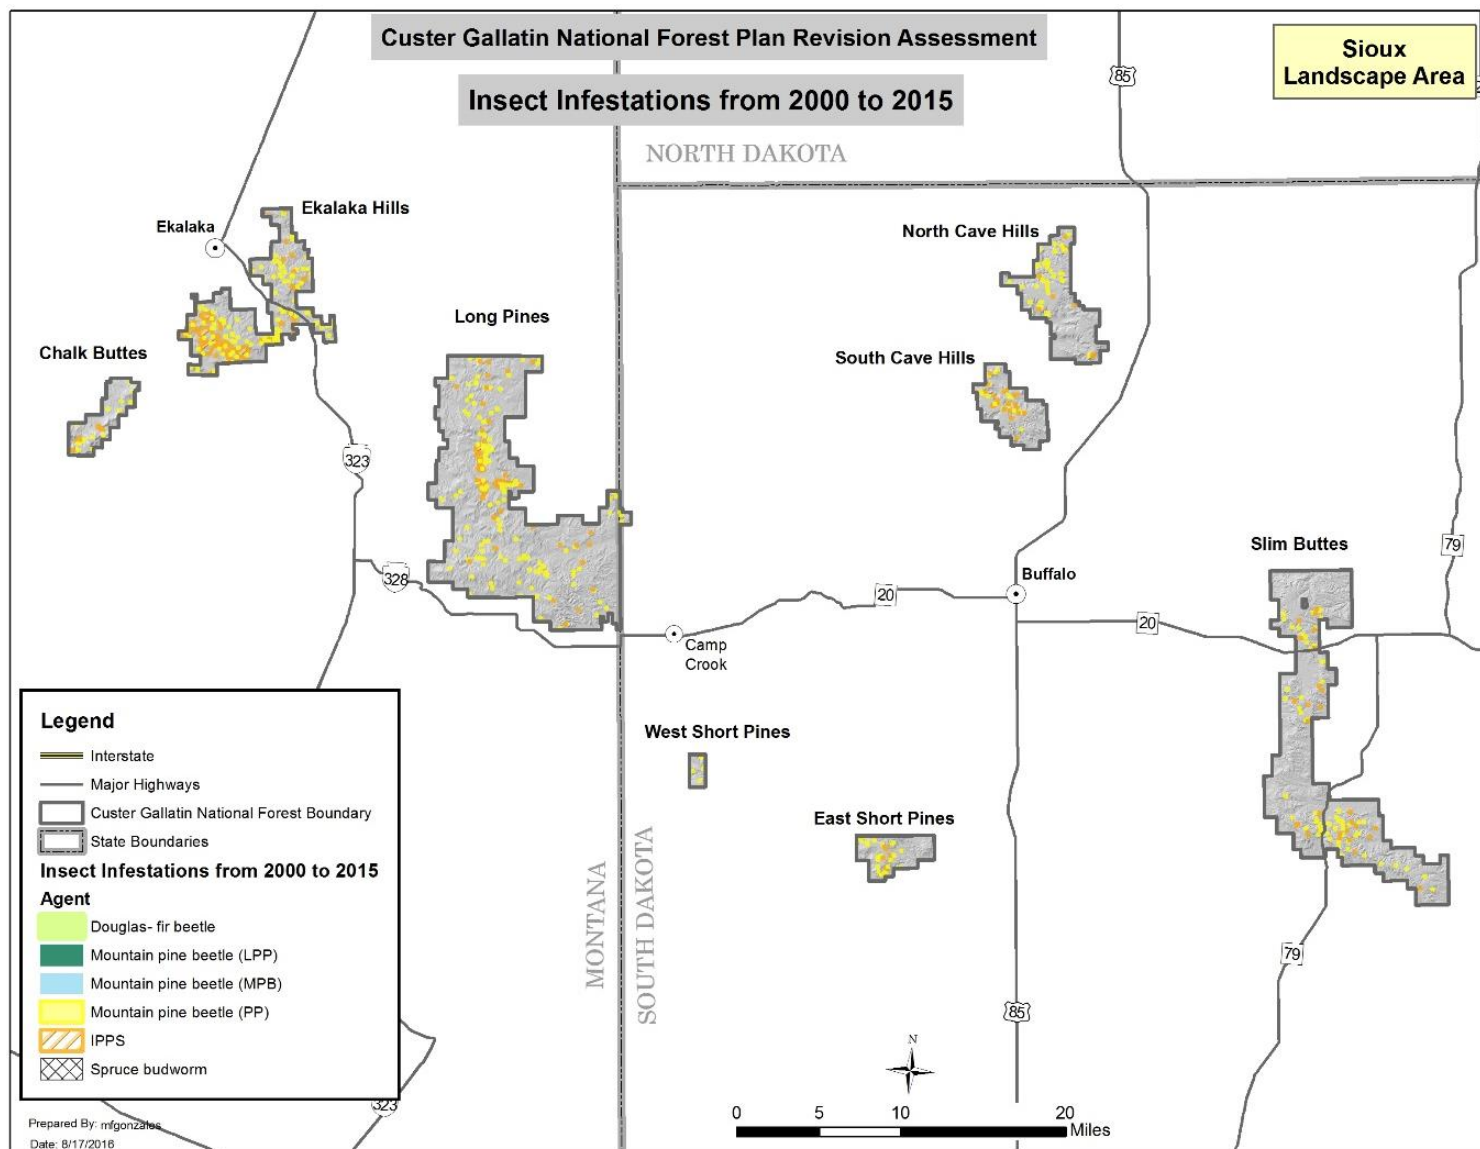 Custer Gallatin National Forest Plan Revision Assessment
Insect Infestations from 2000 to 2015
Sioux
Landscape Area
85
NORTH DAKOTA
Ekalaka Hills
Ekalaka
North Cave Hills
Long Pines
Chalk Buttes
South Cave Hills
323
79
Slim Buttes
328
Buffalo
20
20
Camp
Crook
West Short Pines
East Short Pines
MONTANA
SOUTH DAKOTA
79
85
Legend
Interstate
Major Highways
Custer Gallatin National Forest Boundary
State Boundaries
Insect Infestations from 2000 to 2015
Agent
Douglas- fir beetle
Mountain pine beetle (LPP)
Mountain pine beetle (MPB)
Mountain pine beetle (PP)
IPPS
Spruce budworm
323
N
0 5 10 20
Miles
Prepared By: mfgonzales
Date: 8/17/2016